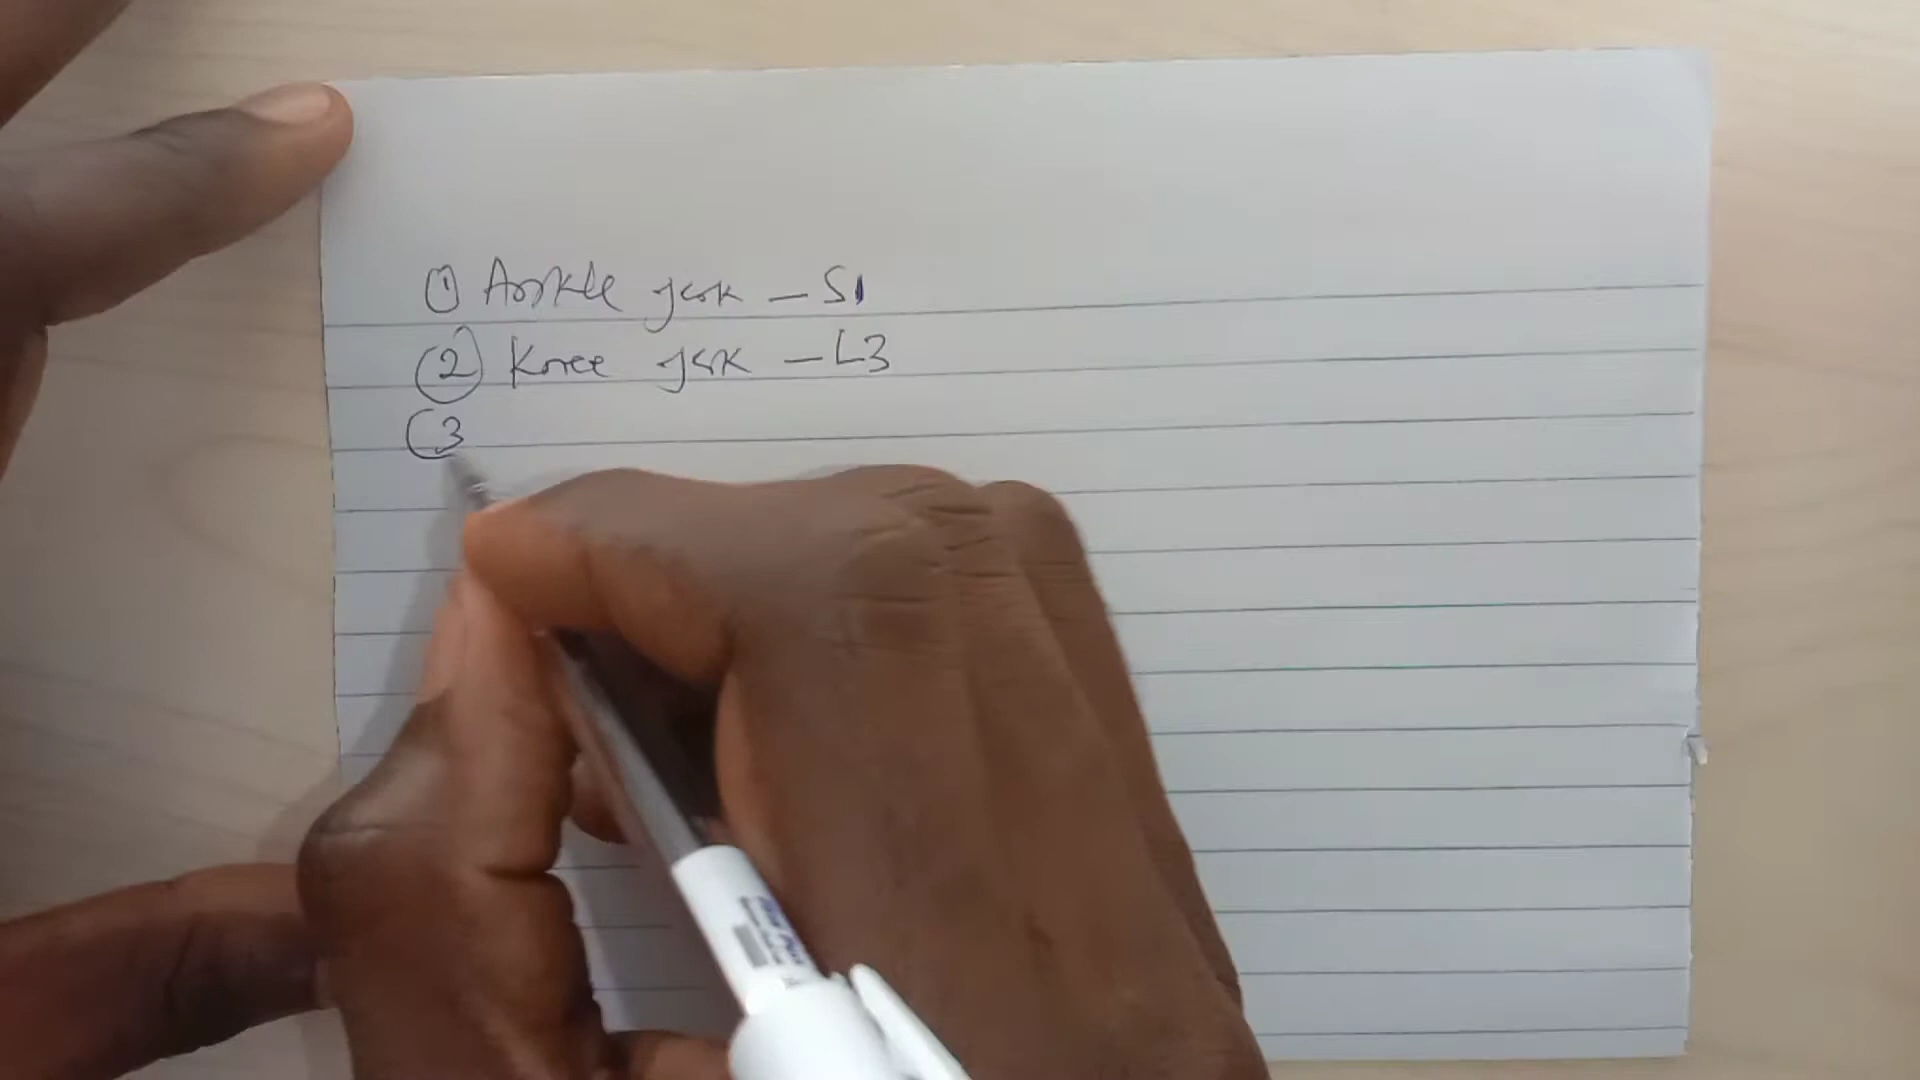 ① Ankle jerk – S1
② Knee jerk – L3
③